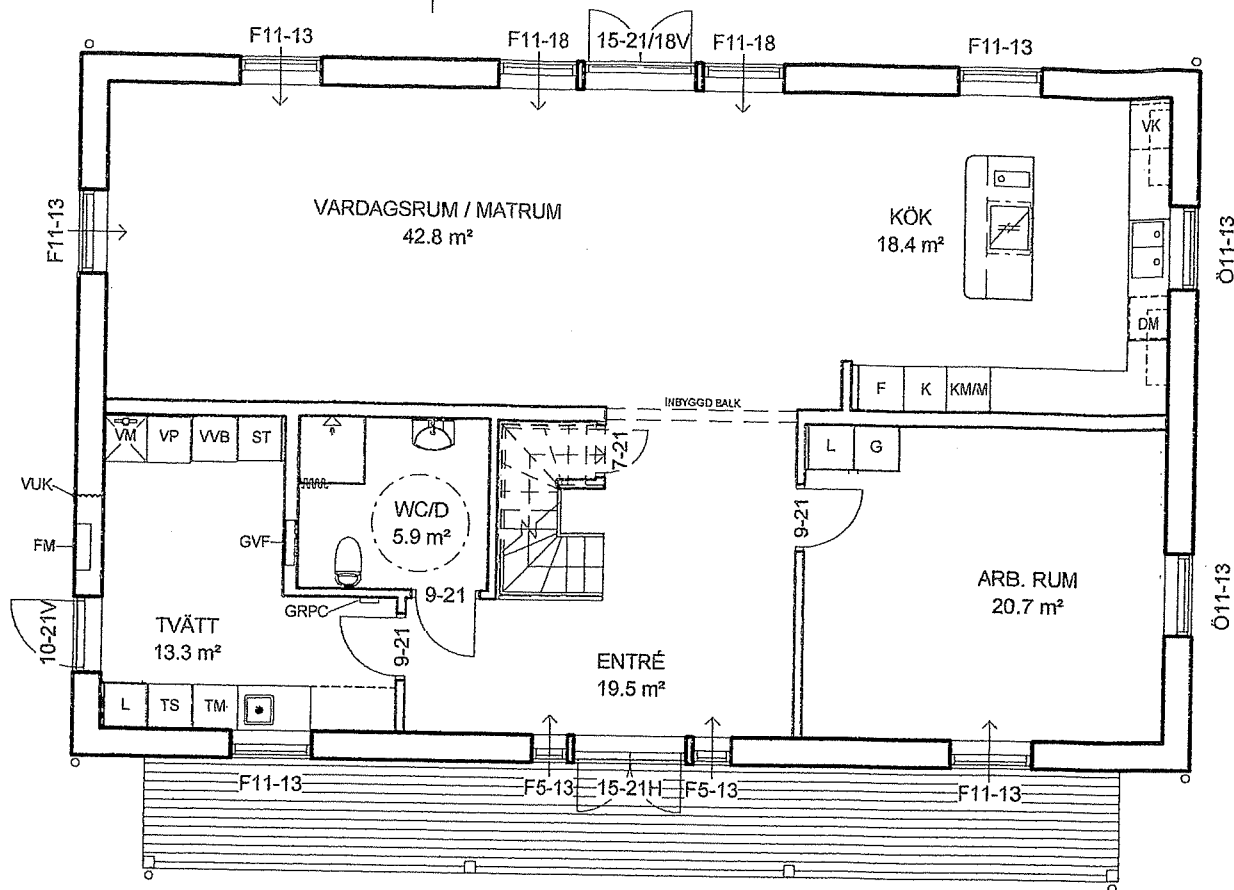 F11-13
F11-18
15-21/18V
F11-18
F11-13
VK
VARDAGSRUM / MATRUM
42.8 m²
KÖK
18.4 m²
F11-13
Ö11-13
DM
F
K
KM/M
INBYGGD BALK
VM
VP
VVB
ST
7-21
L
G
VUK
WC/D
5.9 m²
9-21
FM
GVF
ARB. RUM
20.7 m²
Ö11-13
9-21
GRPC
10-21V
TVÄTT
13.3 m²
9-21
ENTRÉ
19.5 m²
L
TS
TM
F11-13
F5-13
15-21H
F5-13
F11-13